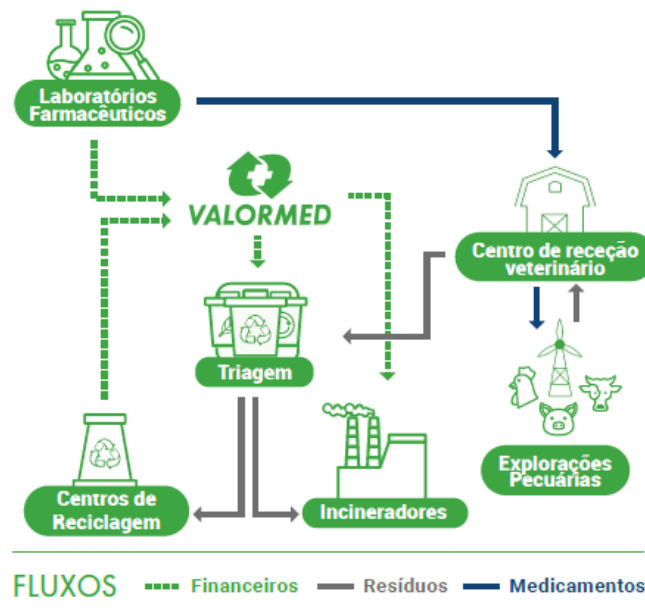 Laboratórios
Farmacêuticos
VALORMED
Centro de receção
veterinário
Triagem
Explorações
Pecuárias
Centros de
Reciclagem
Incineradores
FLUXOS Financeiros Resíduos Medicamentos